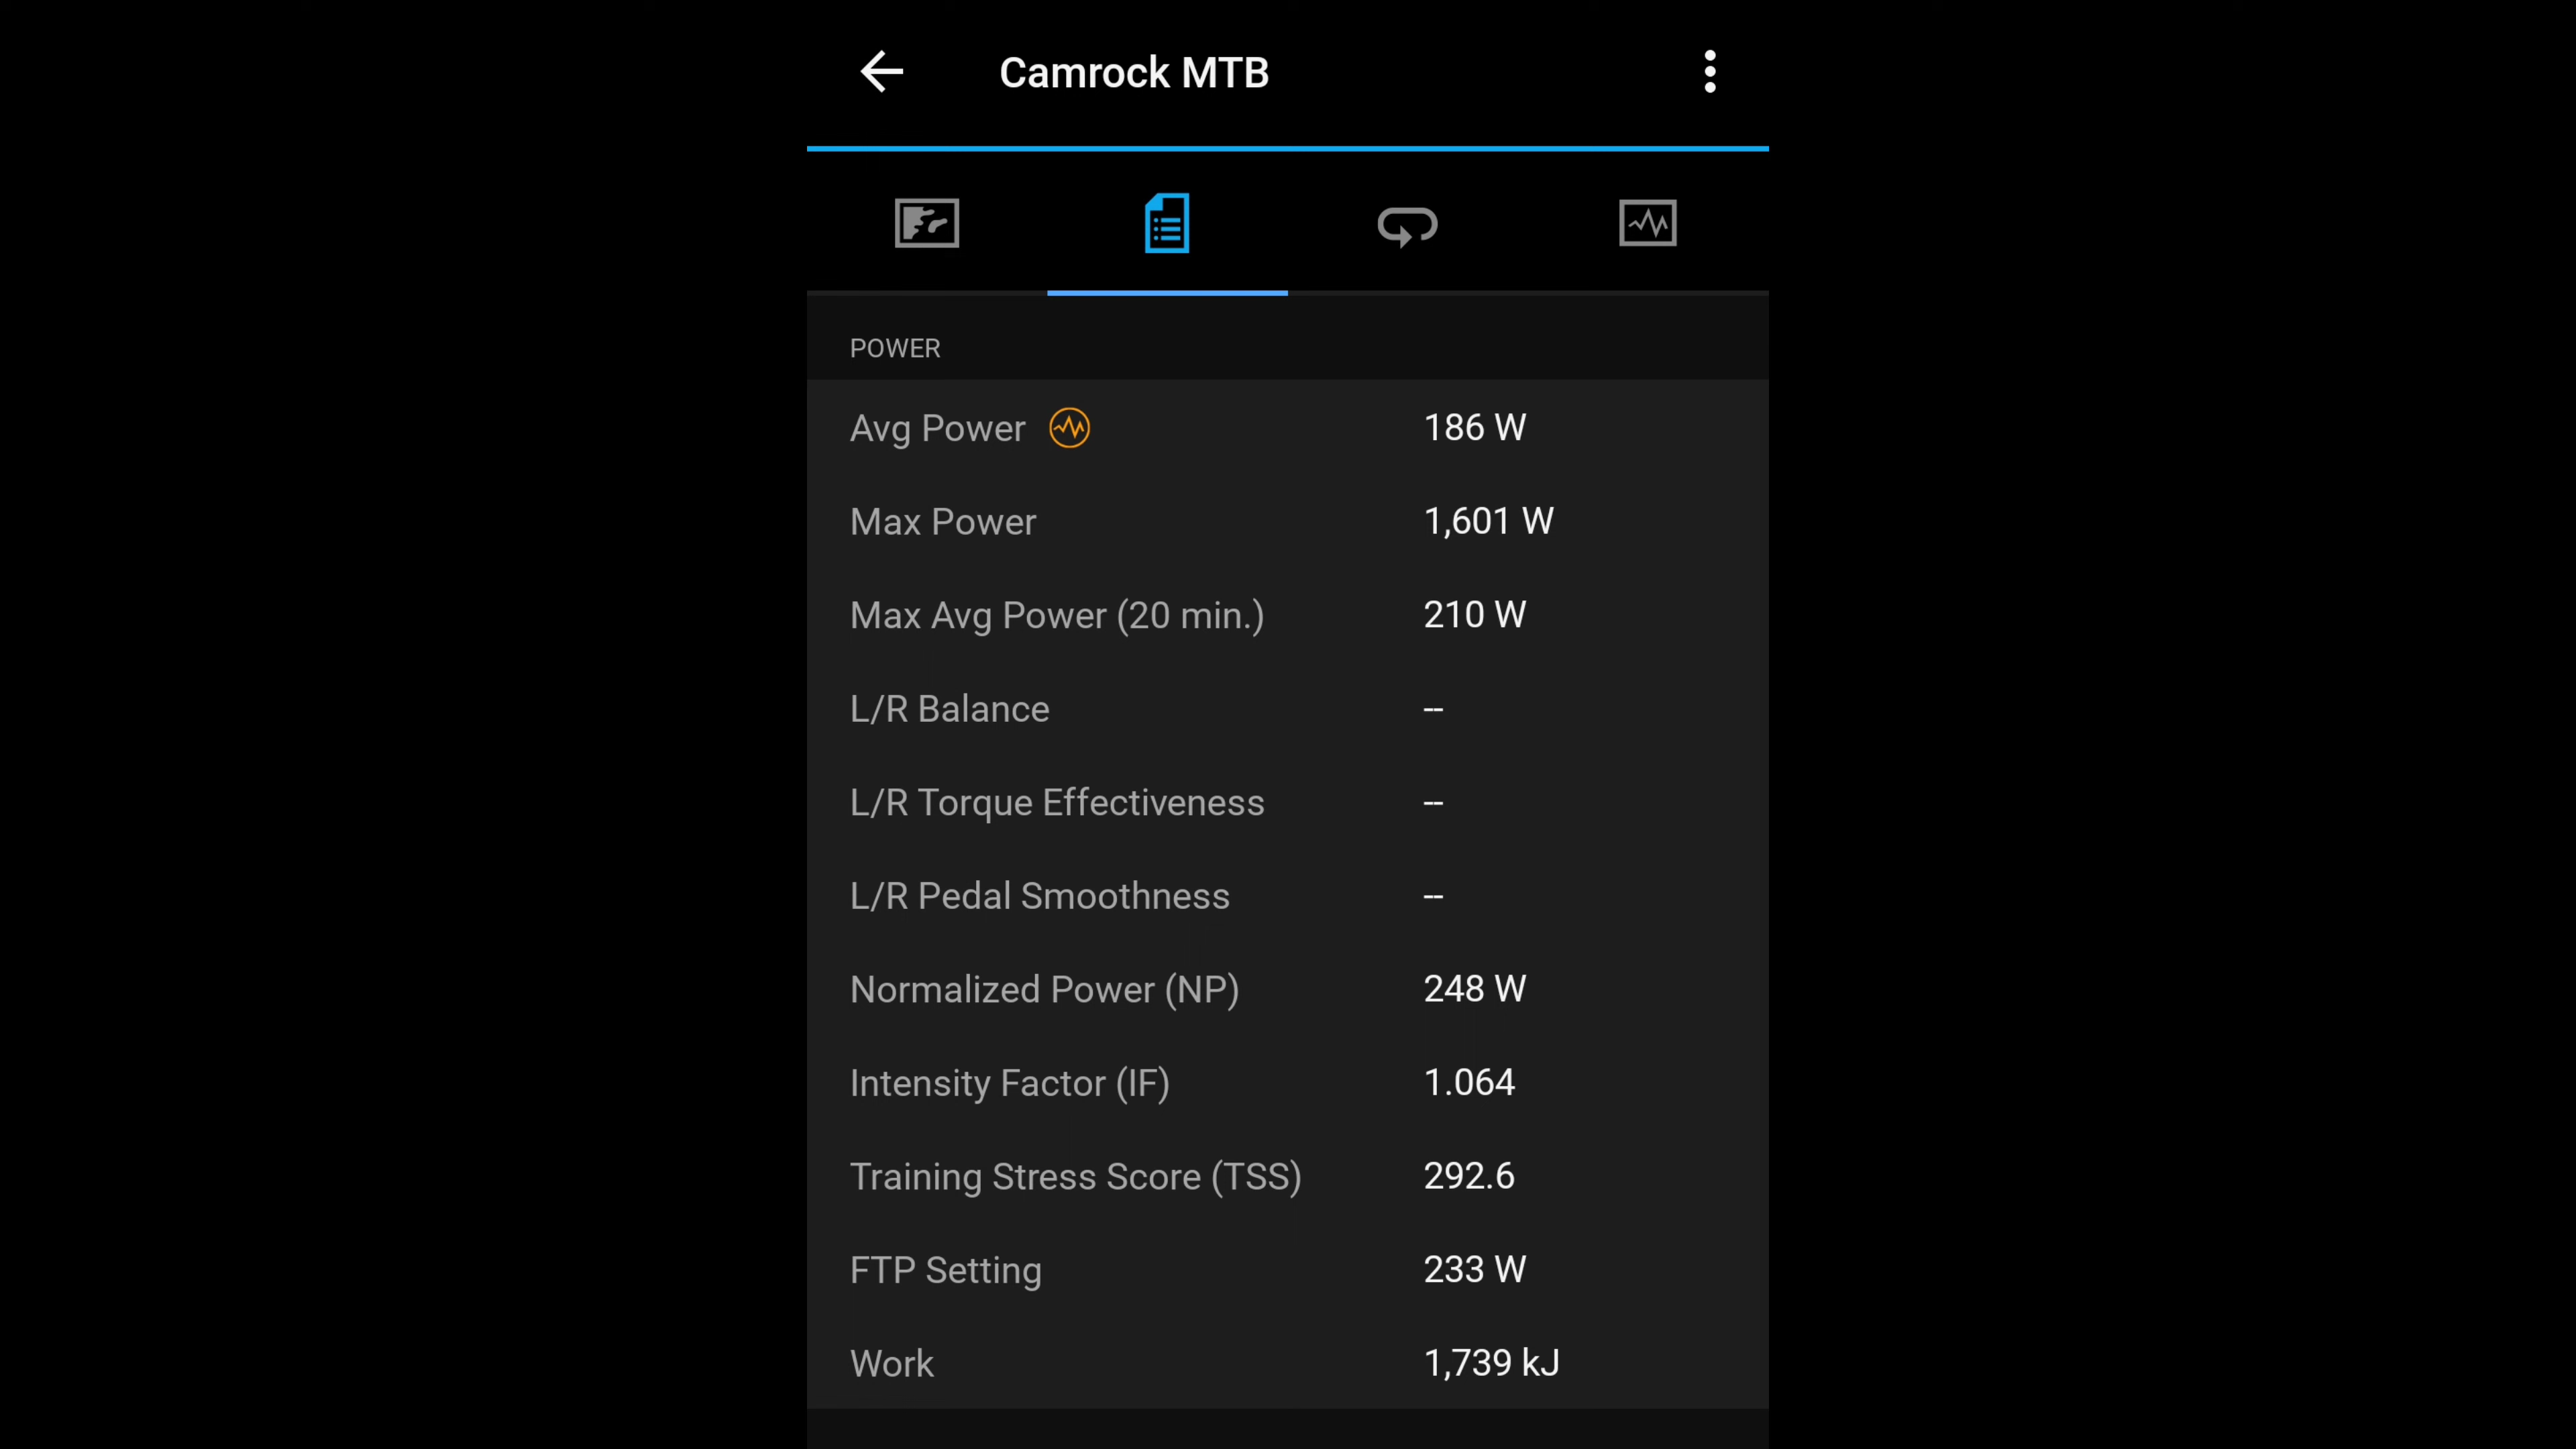 Camrock MTB
POWER
Avg Power 186 W
Max Power 1,601 W
Max Avg Power (20 min.) 210 W
L/R Balance --
L/R Torque Effectiveness --
L/R Pedal Smoothness --
Normalized Power (NP) 248 W
Intensity Factor (IF) 1.064
Training Stress Score (TSS) 292.6
FTP Setting 233 W
Work 1,739 kJ